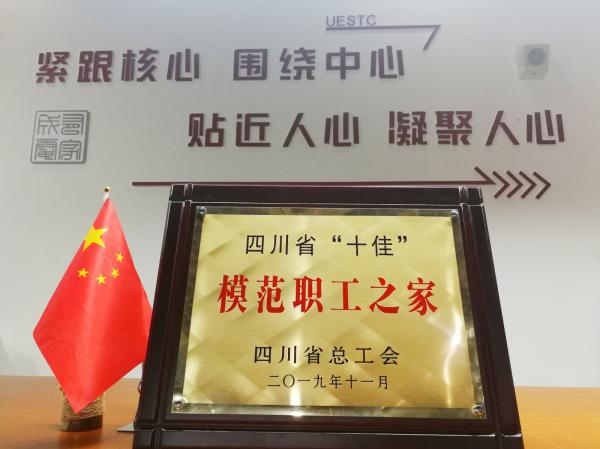 UESTC
紧跟核心 围绕中心
贴近人心 凝聚人心
成電
四川省“十佳”
模范职工之家
四川省总工会
二〇一九年十一月